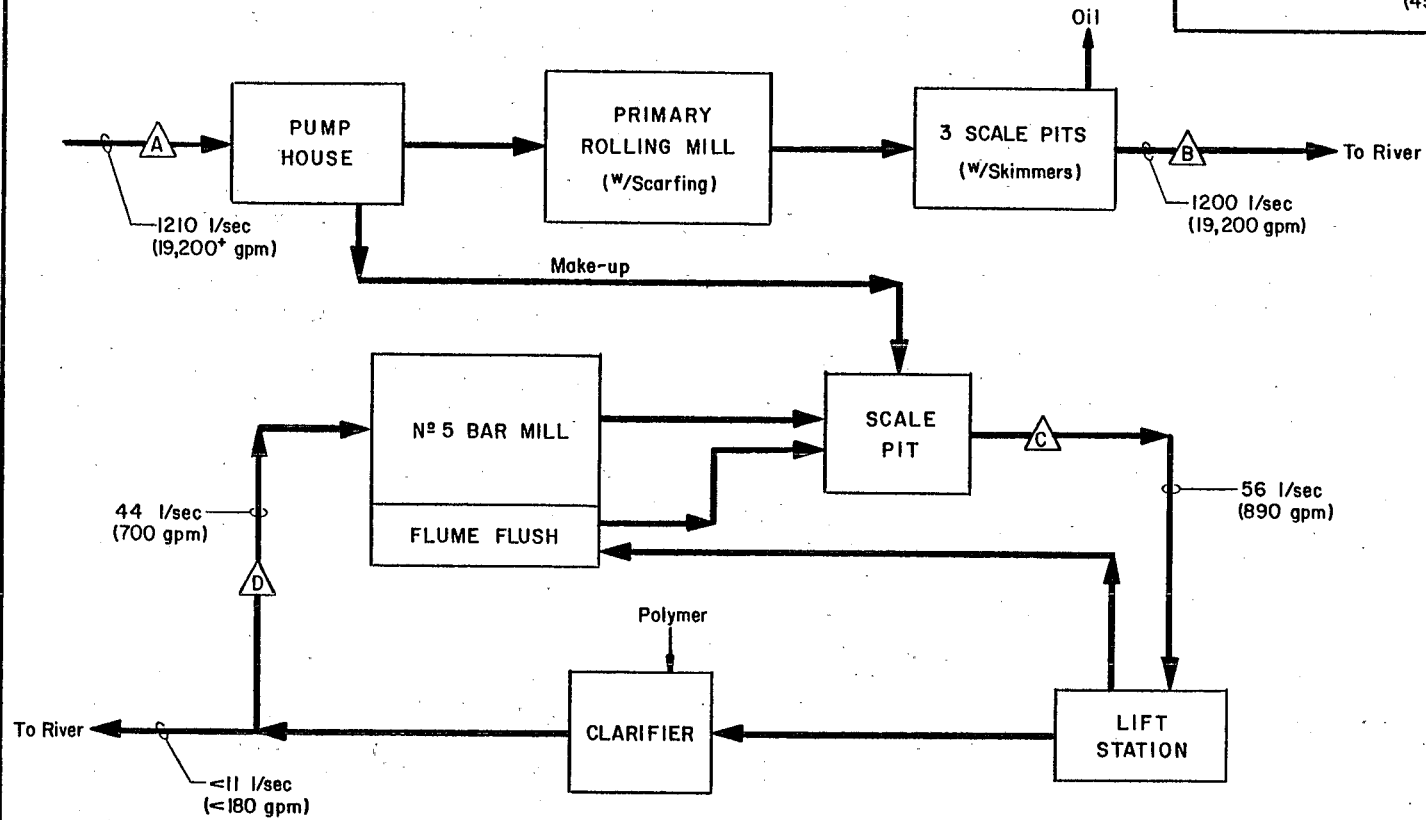 (49
Oil
A
PUMP
HOUSE
PRIMARY
ROLLING MILL
(W/Scarfing)
3 SCALE PITS
(W/Skimmers)
B
To River
1210 l/sec
(19,200+ gpm)
1200 l/sec
(19,200 gpm)
Make-up
Nº 5 BAR MILL
FLUME FLUSH
SCALE
PIT
C
44 l/sec
(700 gpm)
56 l/sec
(890 gpm)
D
Polymer
CLARIFIER
LIFT
STATION
To River
<11 l/sec
(<180 gpm)